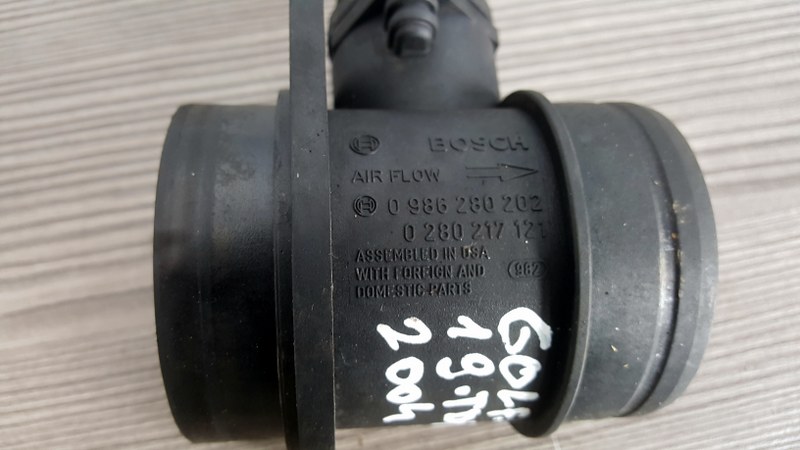 BOSCH
AIR FLOW
0 986 280 202
0 280 217 121
ASSEMBLED IN USA
WITH FOREIGN AND
DOMESTIC PARTS
982
GOLF
1 9.TD
2004